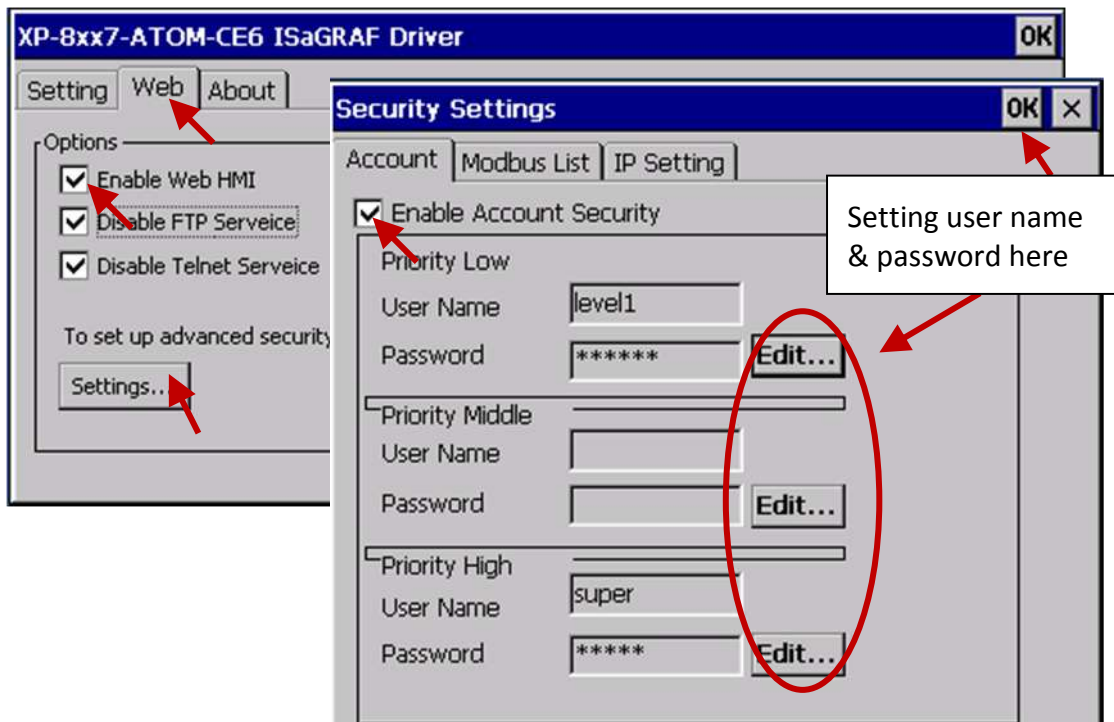 XP-8xx7-ATOM-CE6 ISaGRAF Driver OK
Setting Web About
Options
Enable Web HMI
Disable FTP Serveice
Disable Telnet Serveice
To set up advanced security
Settings...
Security Settings OK
Account Modbus List IP Setting
Enable Account Security
Priority Low
User Name level1
Password ****** Edit...
Priority Middle
User Name
Password Edit...
Priority High
User Name super
Password ***** Edit...
Setting user name
& password here